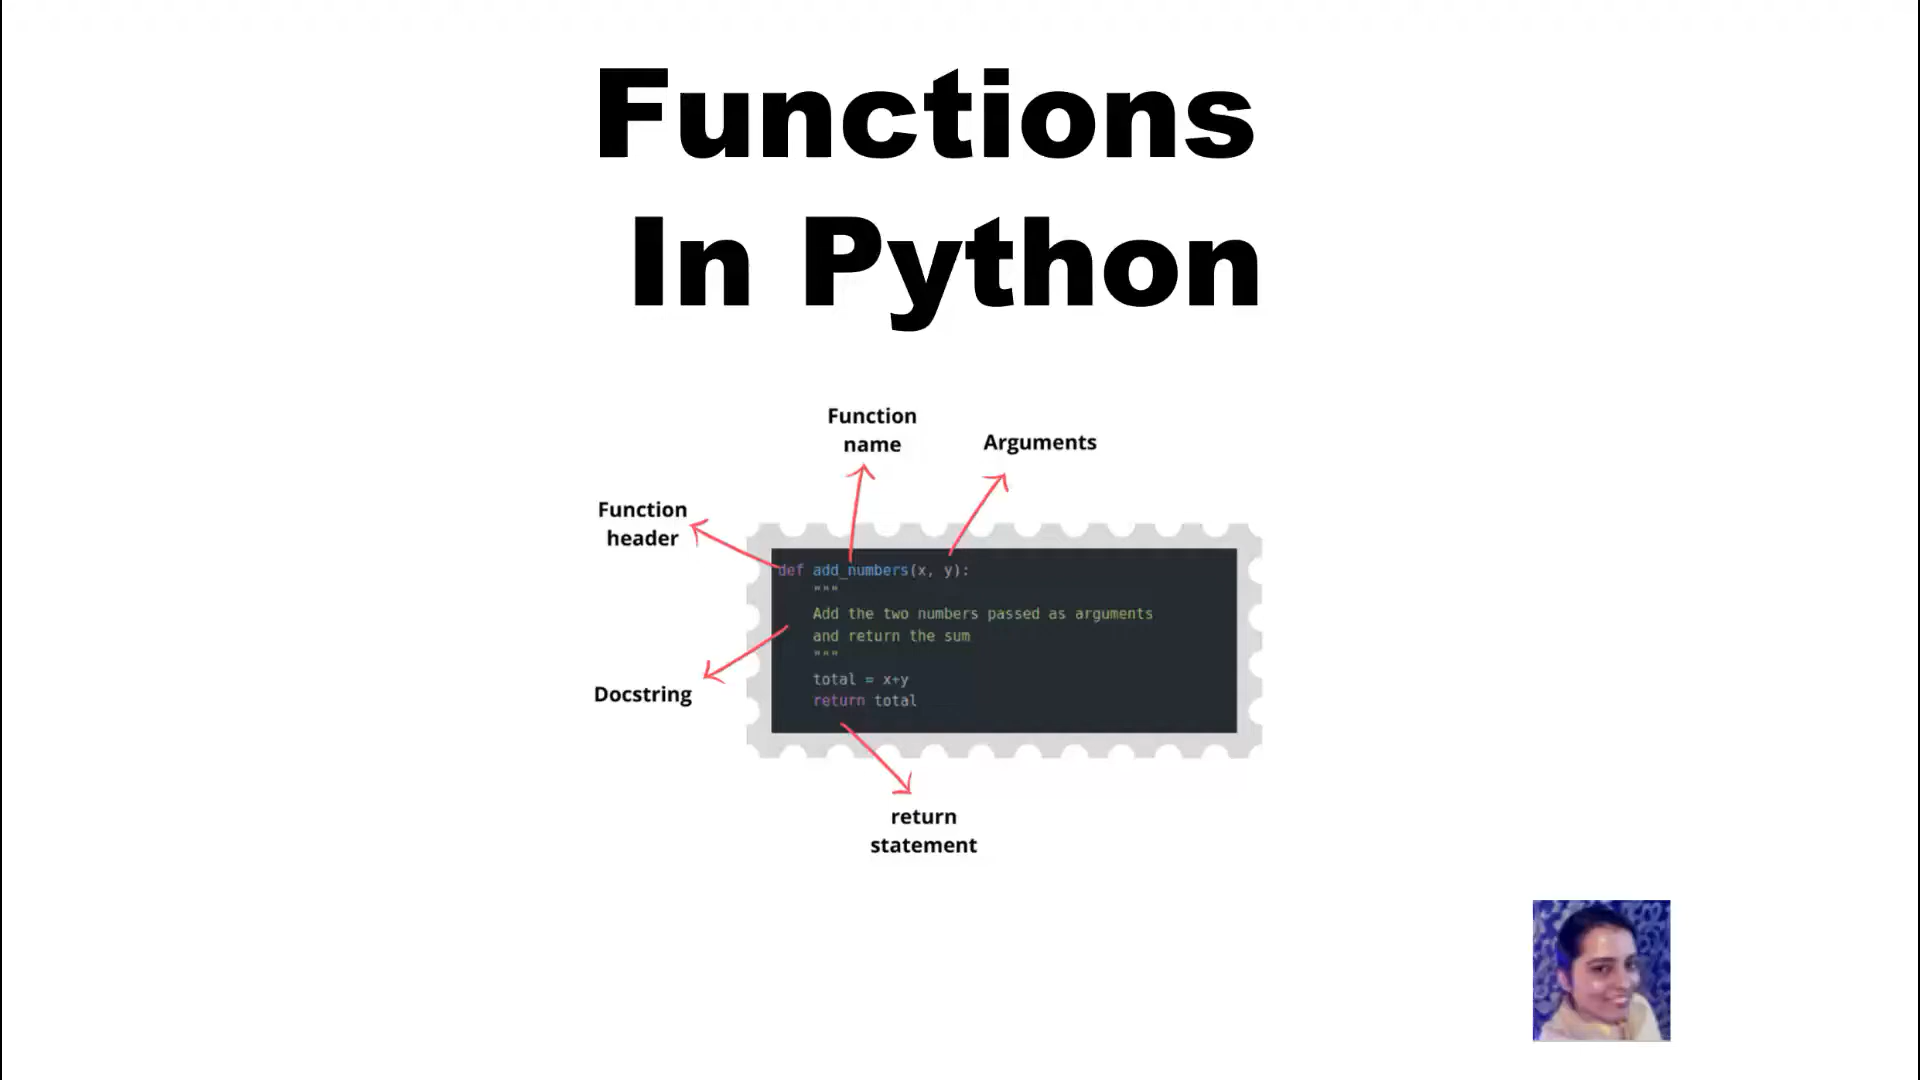 Functions
In Python
Function
name
Arguments
Function
header
def add_numbers(x, y):
"""
Add the two numbers passed as arguments
and return the sum
"""
total = x+y
return total
Docstring
return
statement